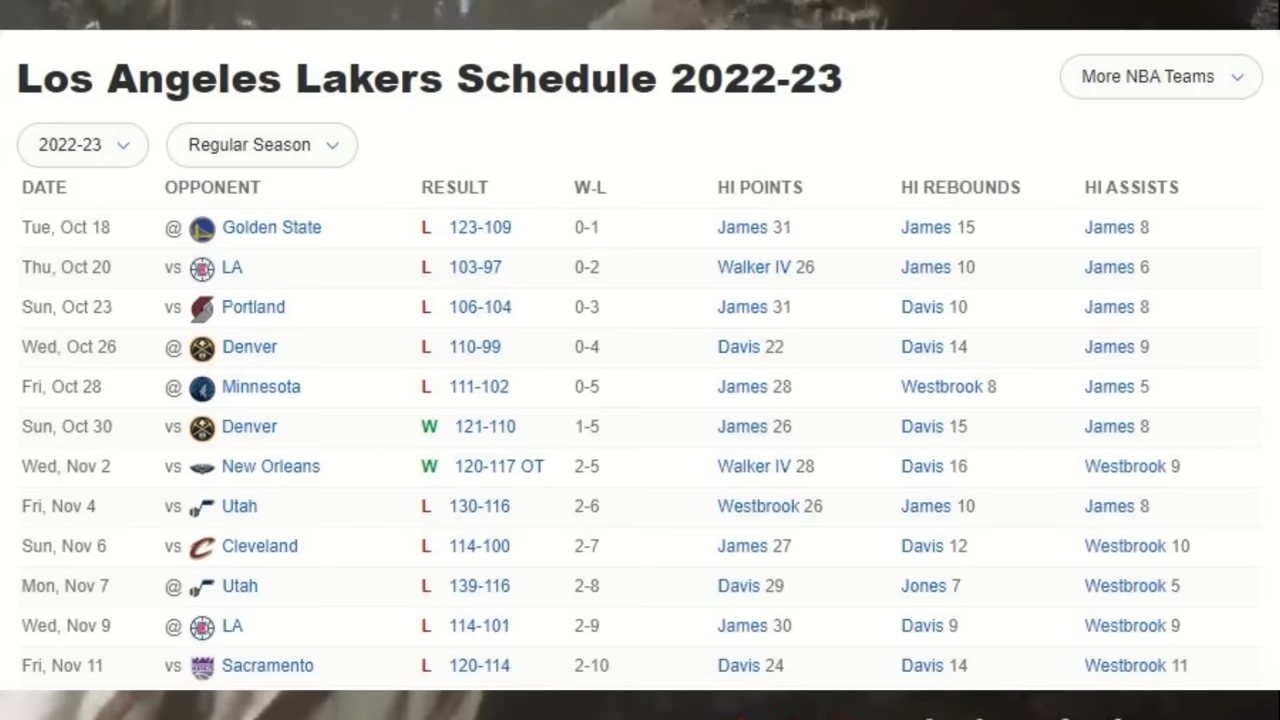 Los Angeles Lakers Schedule 2022-23
More NBA Teams
2022-23 Regular Season
DATE OPPONENT RESULT W-L HI POINTS HI REBOUNDS HI ASSISTS
Tue, Oct 18 @ Golden State L 123-109 0-1 James 31 James 15 James 8
Thu, Oct 20 vs LA L 103-97 0-2 Walker IV 26 James 10 James 6
Sun, Oct 23 vs Portland L 106-104 0-3 James 31 Davis 10 James 8
Wed, Oct 26 @ Denver L 110-99 0-4 Davis 22 Davis 14 James 9
Fri, Oct 28 @ Minnesota L 111-102 0-5 James 28 Westbrook 8 James 5
Sun, Oct 30 vs Denver W 121-110 1-5 James 26 Davis 15 James 8
Wed, Nov 2 vs New Orleans W 120-117 OT 2-5 Walker IV 28 Davis 16 Westbrook 9
Fri, Nov 4 vs Utah L 130-116 2-6 Westbrook 26 James 10 James 8
Sun, Nov 6 vs Cleveland L 114-100 2-7 James 27 Davis 12 Westbrook 10
Mon, Nov 7 @ Utah L 139-116 2-8 Davis 29 Jones 7 Westbrook 5
Wed, Nov 9 @ LA L 114-101 2-9 James 30 Davis 9 Westbrook 9
Fri, Nov 11 vs Sacramento L 120-114 2-10 Davis 24 Davis 14 Westbrook 11